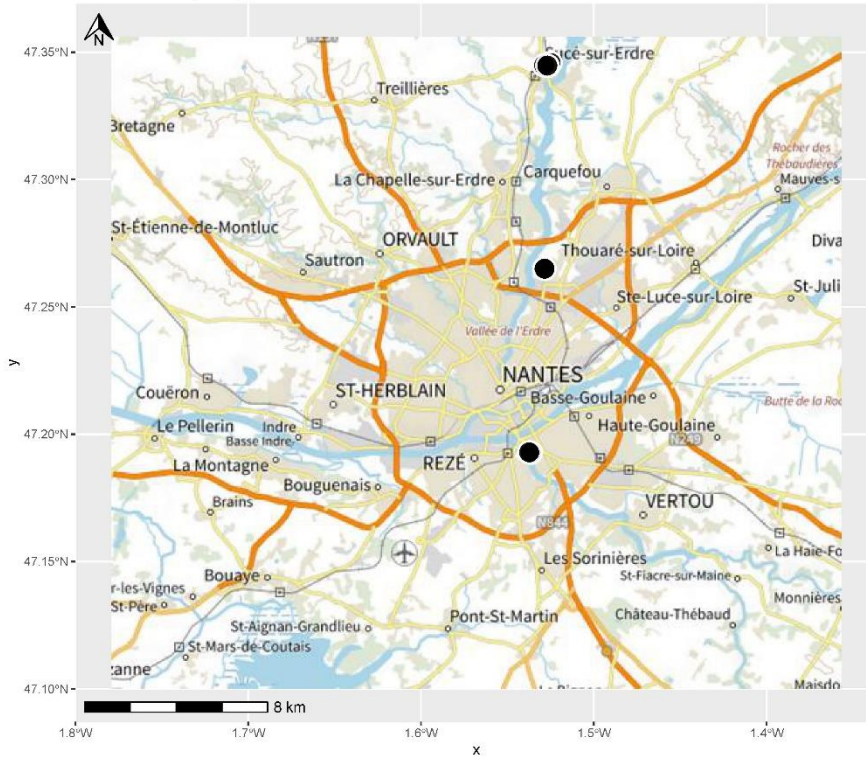 N
47.35°N
Sucé-sur-Erdre
Treillières
Bretagne
Rocher des
Thébaudières
47.30°N
La Chapelle-sur-Erdre
Carquefou
Mauves-s
St-Étienne-de-Montluc
ORVAULT
Diva
Sautron
Thouaré-sur-Loire
47.25°N
Ste-Luce-sur-Loire
St-Juli
Vallée de l'Erdre
y
NANTES
Couëron
ST-HERBLAIN
Basse-Goulaine
Butte de la Roc
Le Pellerin
Indre
Haute-Goulaine
47.20°N
Basse Indre
N249
La Montagne
REZÉ
Bouguenais
Brains
VERTOU
N844
47.15°N
Les Sorinières
La Haie-Fo
Bouaye
St-Fiacre-sur-Maine
r-les-Vignes
St-Père
Monnières
Pont-St-Martin
Château-Thébaud
St-Aignan-Grandlieu
St-Mars-de-Coutais
zanne
Maisdo
47.10°N
8 km
1.8°W
1.7°W
1.6°W
1.5°W
1.4°W
x